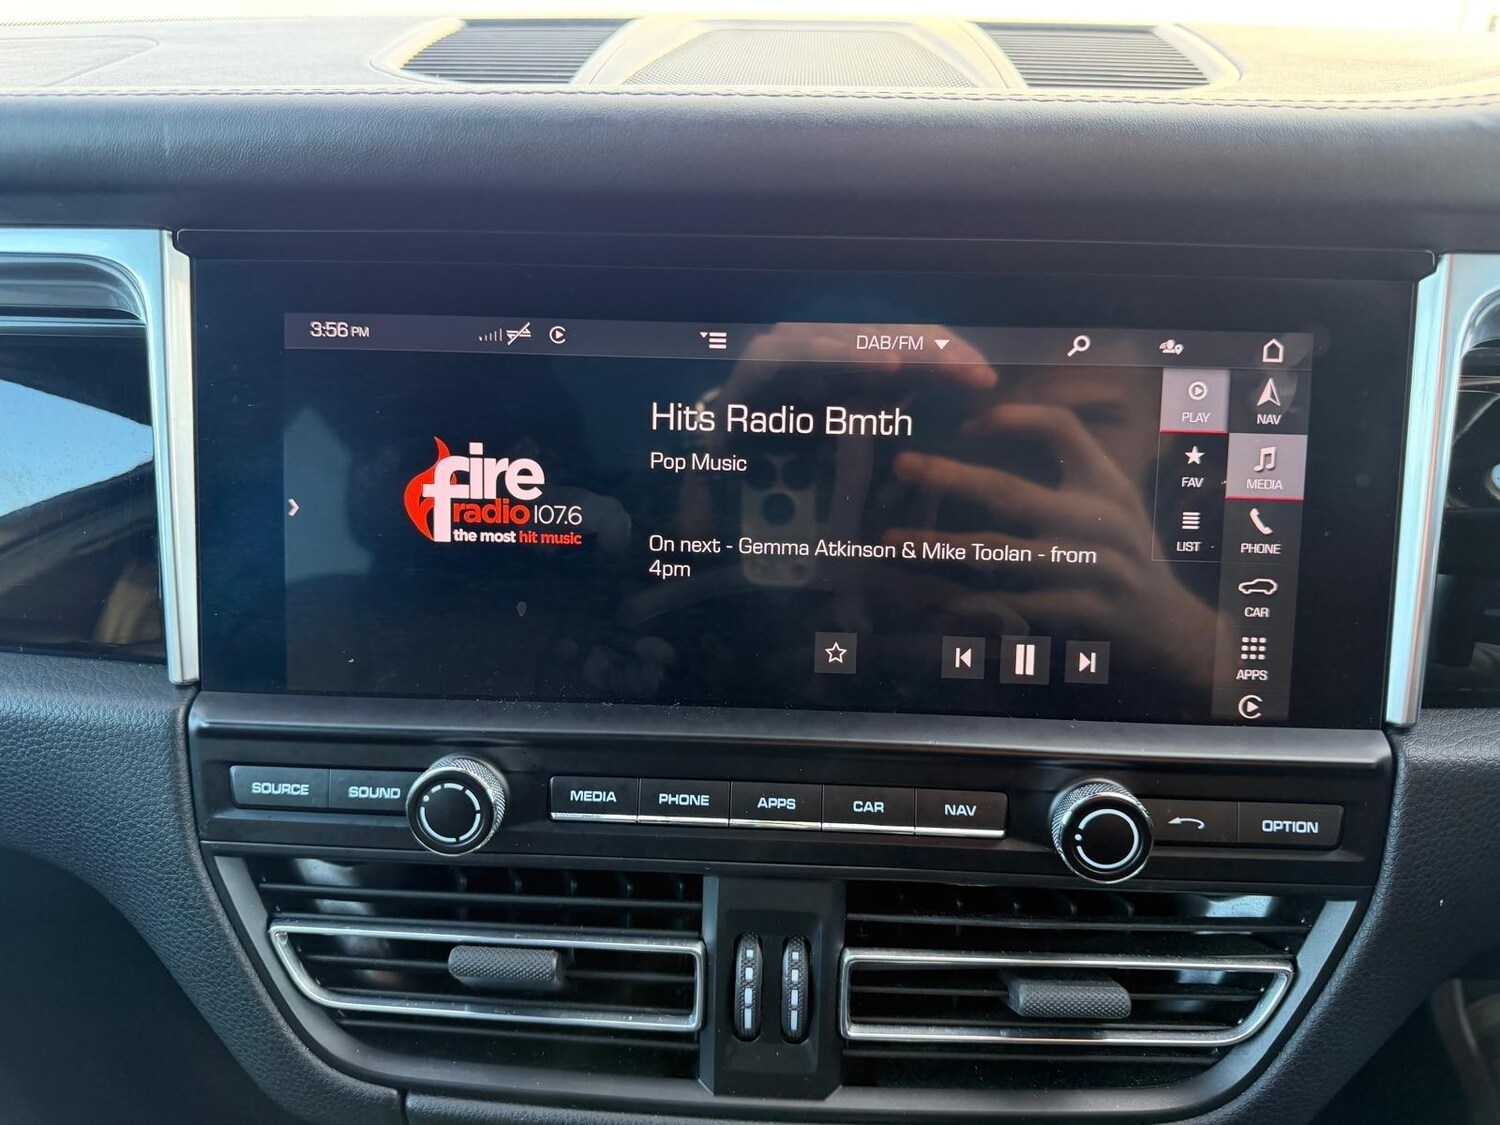 3:56 PM
DAB/FM
Hits Radio Bmth
Pop Music
fire
radio 107.6
the most hit music
On next - Gemma Atkinson & Mike Toolan - from
4pm
PLAY
NAV
FAV
MEDIA
LIST
PHONE
CAR
APPS
SOURCE
SOUND
MEDIA
PHONE
APPS
CAR
NAV
OPTION